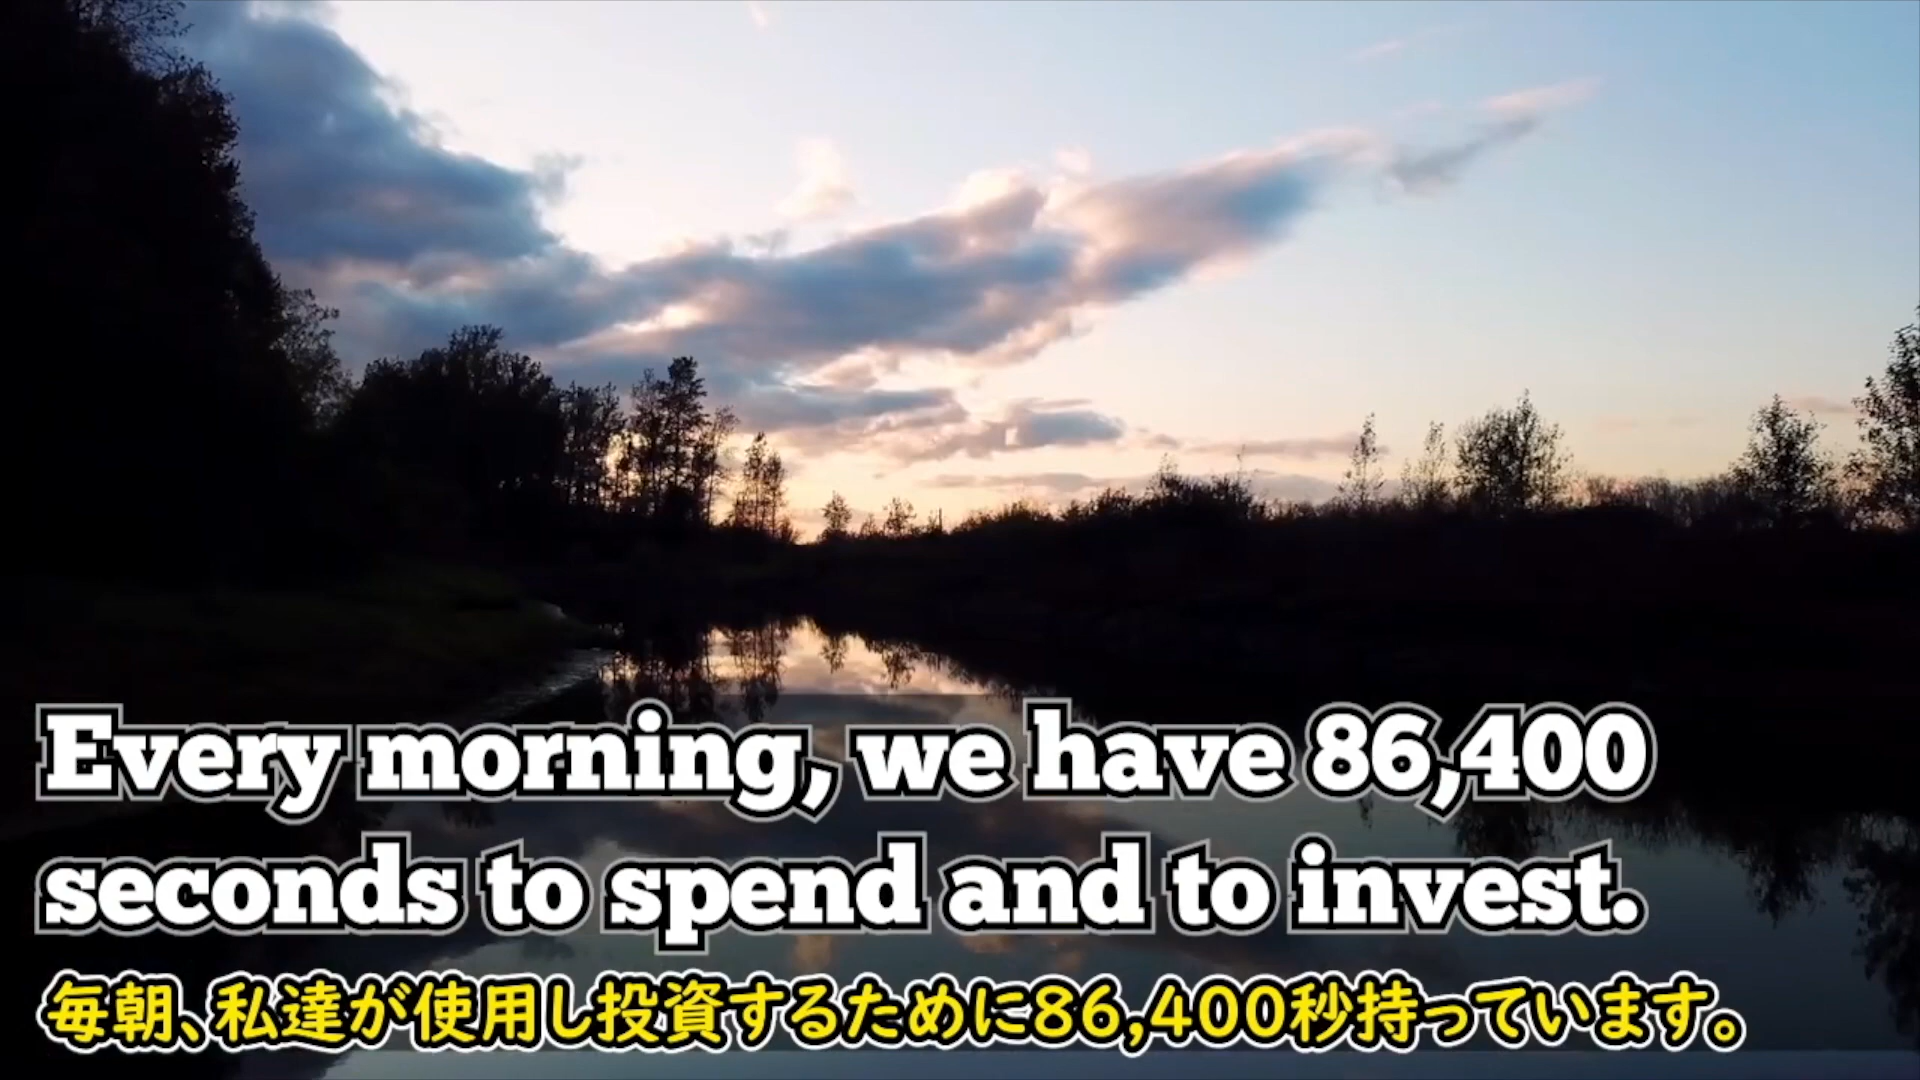 Every morning, we have 86,400
seconds to spend and to invest.
毎朝、私達が使用し投資するために86,400秒持っています。